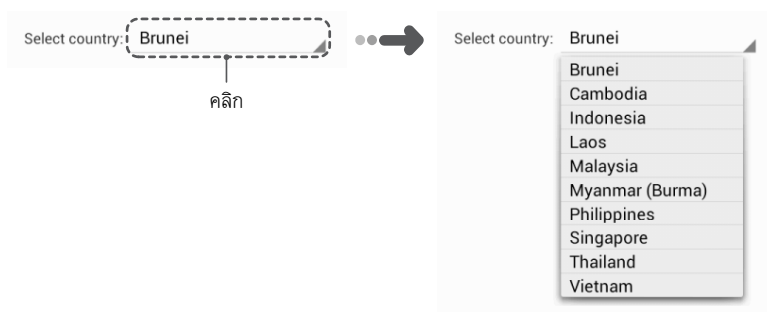 Select country: Brunei
คลิก
Select country: Brunei
Brunei
Cambodia
Indonesia
Laos
Malaysia
Myanmar (Burma)
Philippines
Singapore
Thailand
Vietnam